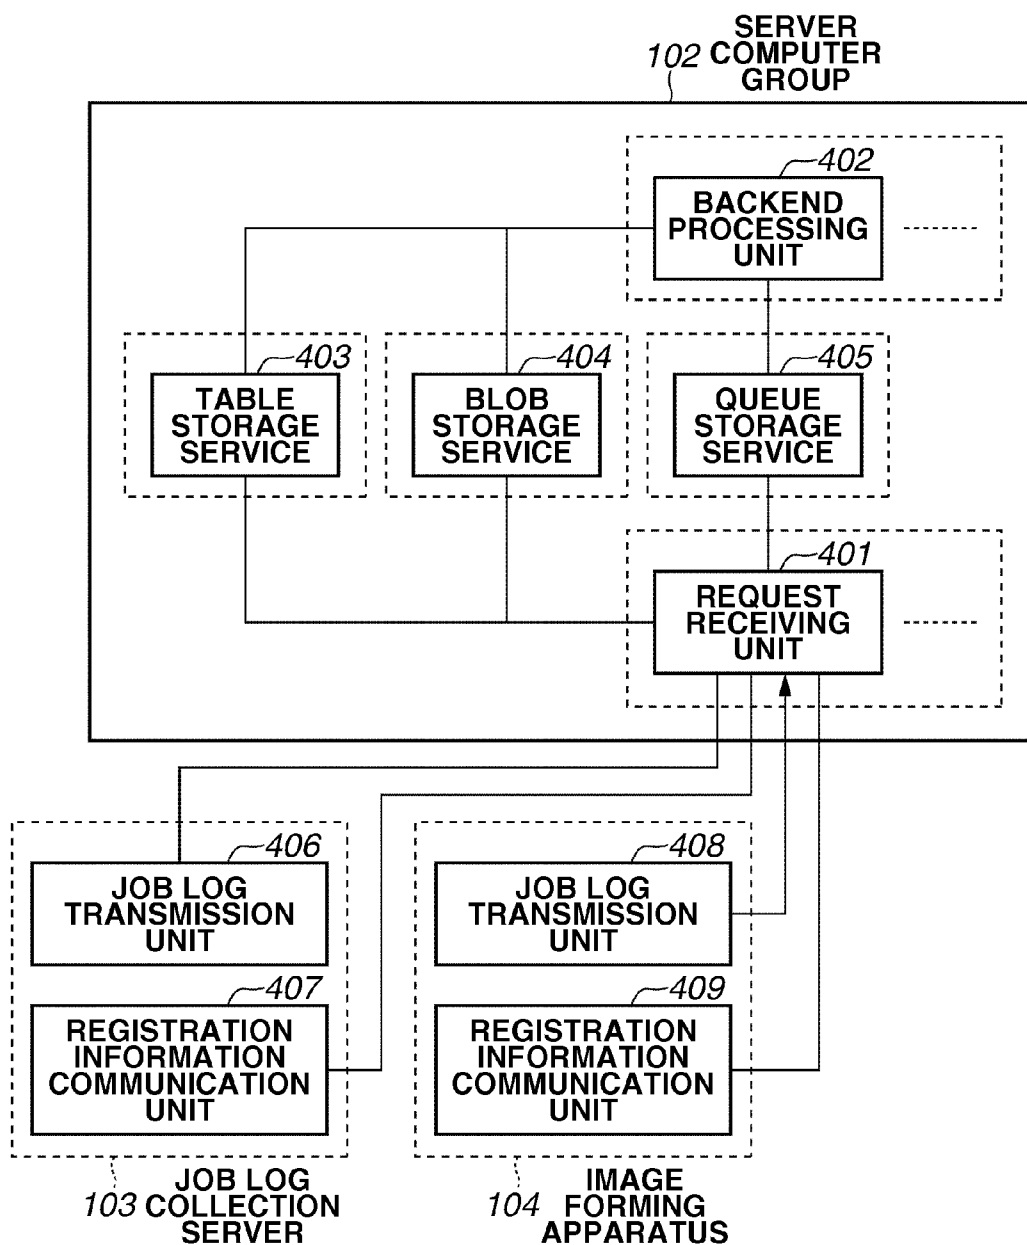 SERVER
102 COMPUTER
GROUP
402
BACKEND
PROCESSING
UNIT
403
TABLE
STORAGE
SERVICE
404
BLOB
STORAGE
SERVICE
405
QUEUE
STORAGE
SERVICE
401
REQUEST
RECEIVING
UNIT
406
JOB LOG
TRANSMISSION
UNIT
407
REGISTRATION
INFORMATION
COMMUNICATION
UNIT
408
JOB LOG
TRANSMISSION
UNIT
409
REGISTRATION
INFORMATION
COMMUNICATION
UNIT
JOB LOG
103 COLLECTION
SERVER
IMAGE
104 FORMING
APPARATUS